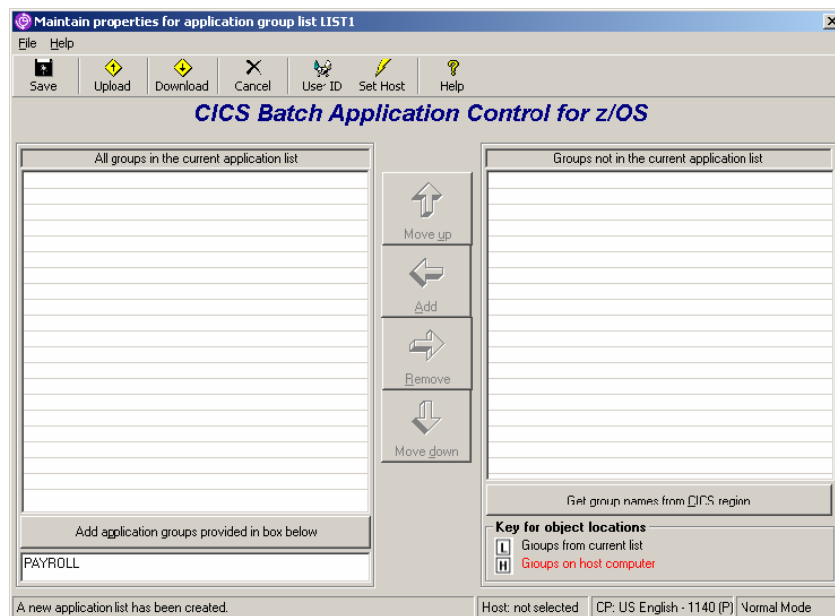 Maintain properties for application group list LIST1
File Help
Save Upload Download Cancel User ID Set Host Help
CICS Batch Application Control for z/OS
All groups in the current application list
Groups not in the current application list
Move up
Add
Remove
Move down
Get group names from CICS region
Add application groups provided in box below
Key for object locations
L Groups from current list
H Groups on host computer
PAYROLL
A new application list has been created. Host: not selected CP: US English - 1140 (P) Normal Mode